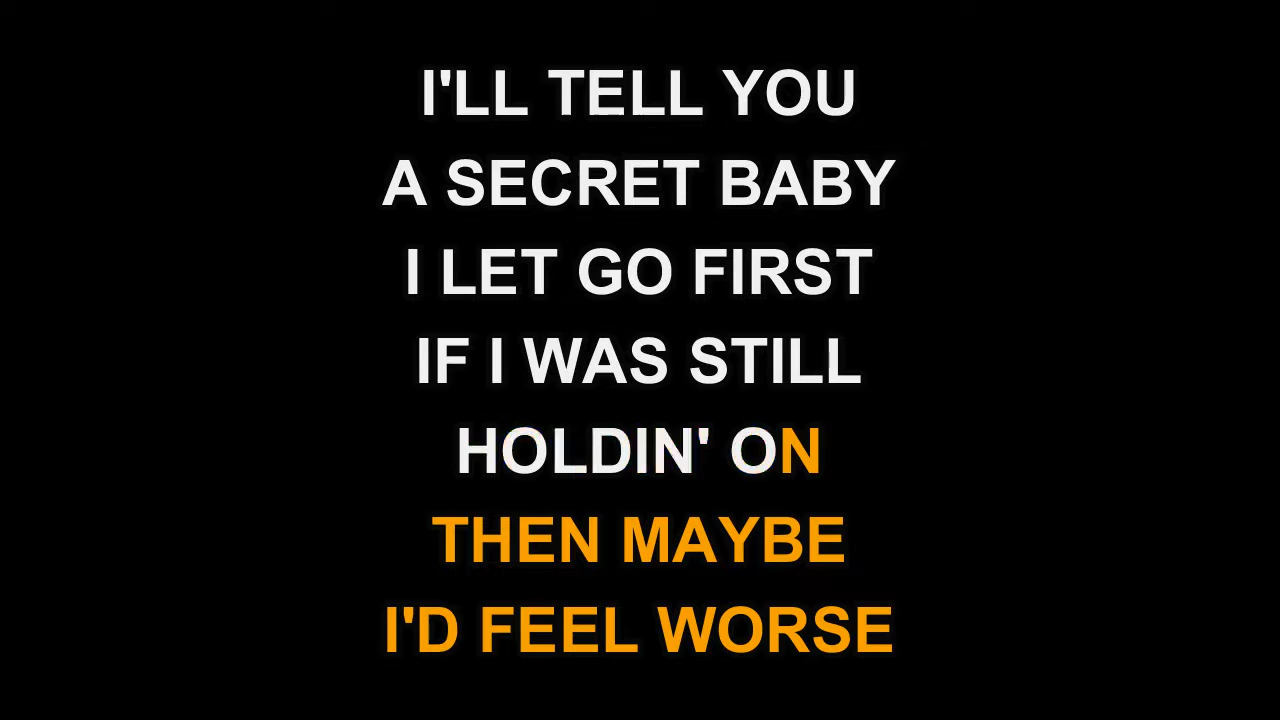 I'LL TELL YOU
A SECRET BABY
I LET GO FIRST
IF I WAS STILL
HOLDIN' ON
THEN MAYBE
I'D FEEL WORSE